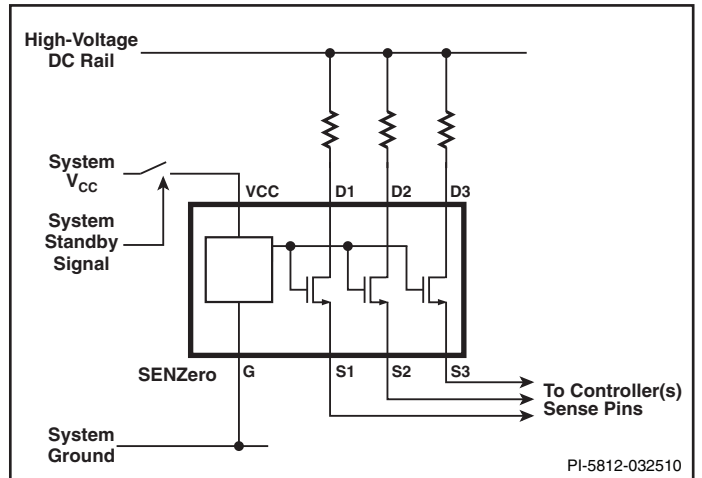 High-Voltage
DC Rail
System
VCC
VCC
D1
D2
D3
System
Standby
Signal
SENZero
G
S1
S2
S3
To Controller(s)
Sense Pins
System
Ground
PI-5812-032510